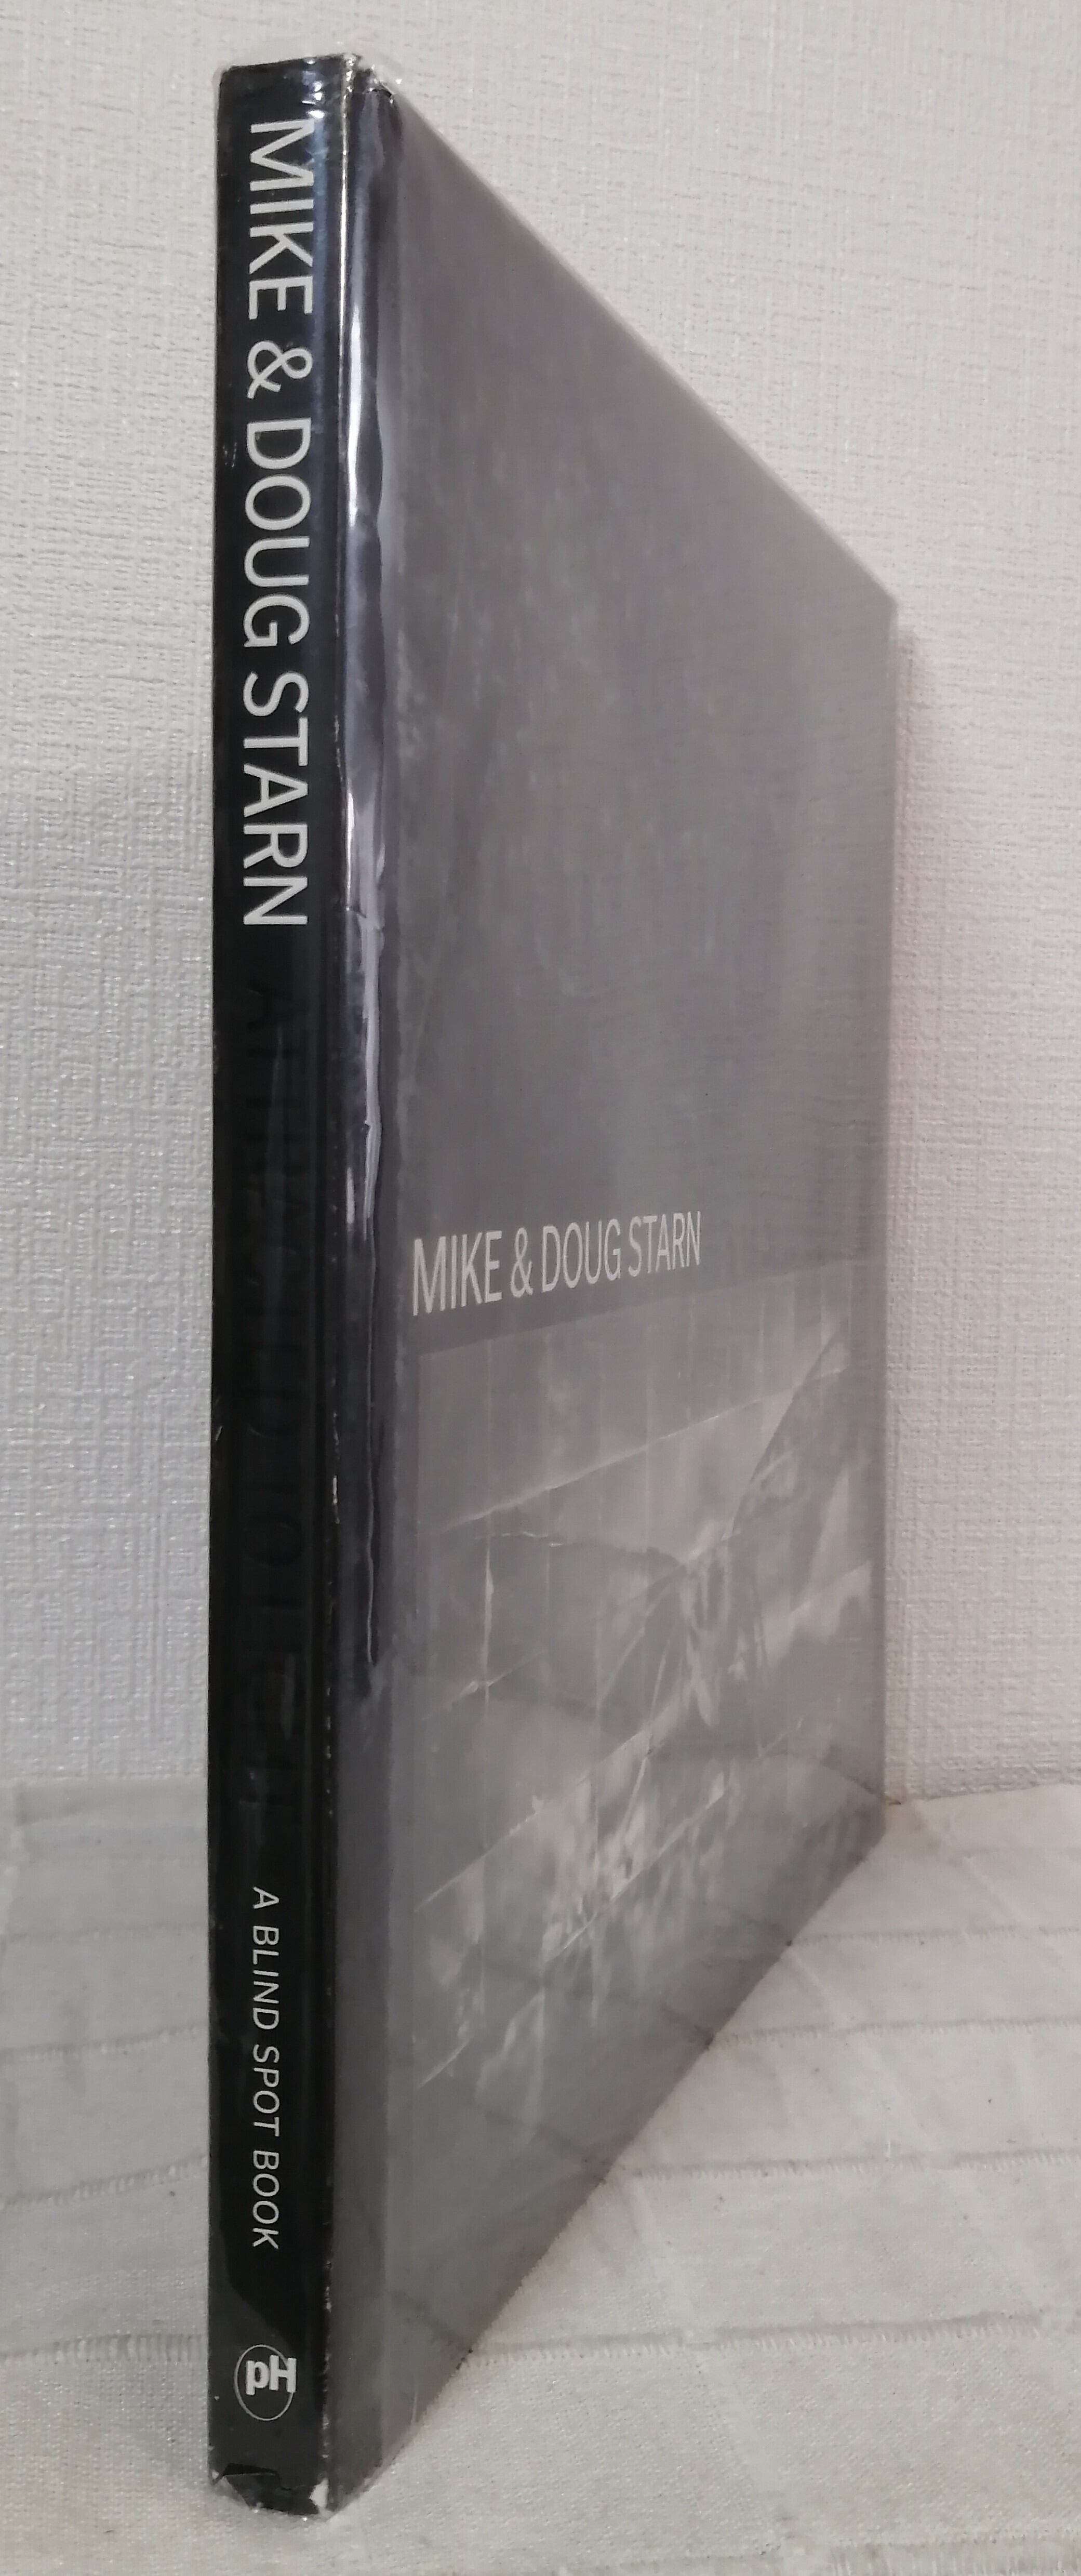 MIKE & DOUG STARN
A BLIND SPOT BOOK
pH
MIKE & DOUG STARN